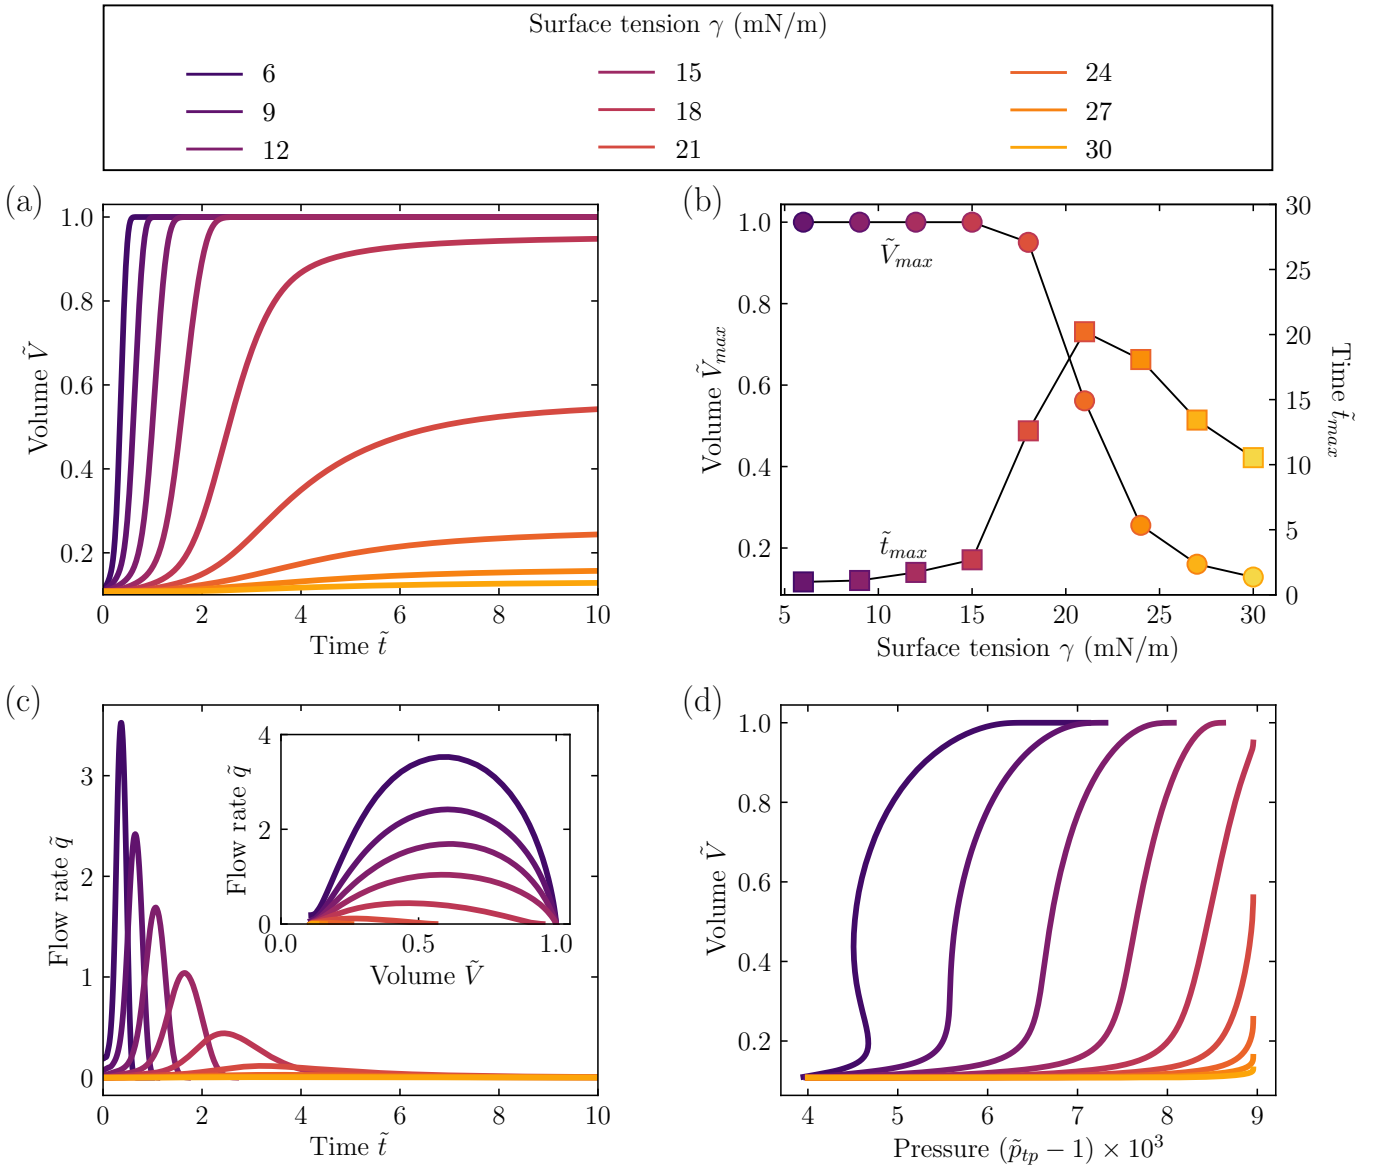 Surface tension γ (mN/m)
6
9
12
15
18
21
24
27
30
(a)
1.0
0.8
0.6
0.4
0.2
Volume Ṽ
0 2 4 6 8 10
Time t̃
(b)
1.0
0.8
0.6
0.4
0.2
Volume Ṽ_max
Ṽ_max
t̃_max
30
25
20
15
10
5
0
Time t̃_max
5 10 15 20 25 30
Surface tension γ (mN/m)
(c)
3
2
1
0
Flow rate q̃
0 2 4 6 8 10
Time t̃
4
2
0
Flow rate q̃
0.0 0.5 1.0
Volume Ṽ
(d)
1.0
0.8
0.6
0.4
0.2
Volume Ṽ
4 5 6 7 8 9
Pressure (p̃_tp − 1) × 10³